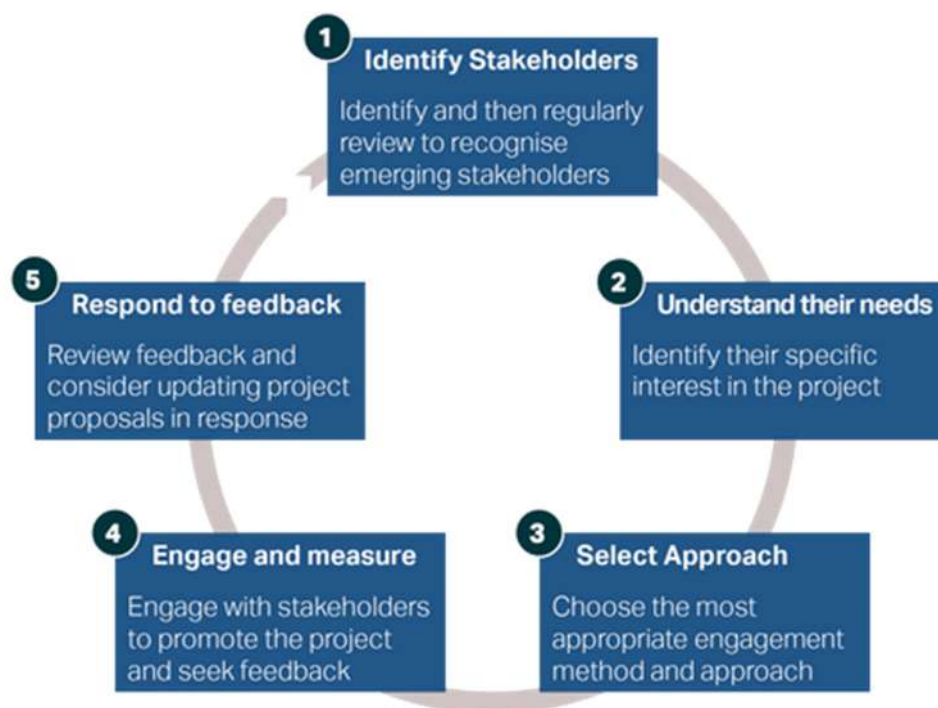 1
Identify Stakeholders
Identify and then regularly
review to recognise
emerging stakeholders
2
Understand their needs
Identify their specific
interest in the project
3
Select Approach
Choose the most
appropriate engagement
method and approach
4
Engage and measure
Engage with stakeholders
to promote the project
and seek feedback
5
Respond to feedback
Review feedback and
consider updating project
proposals in response